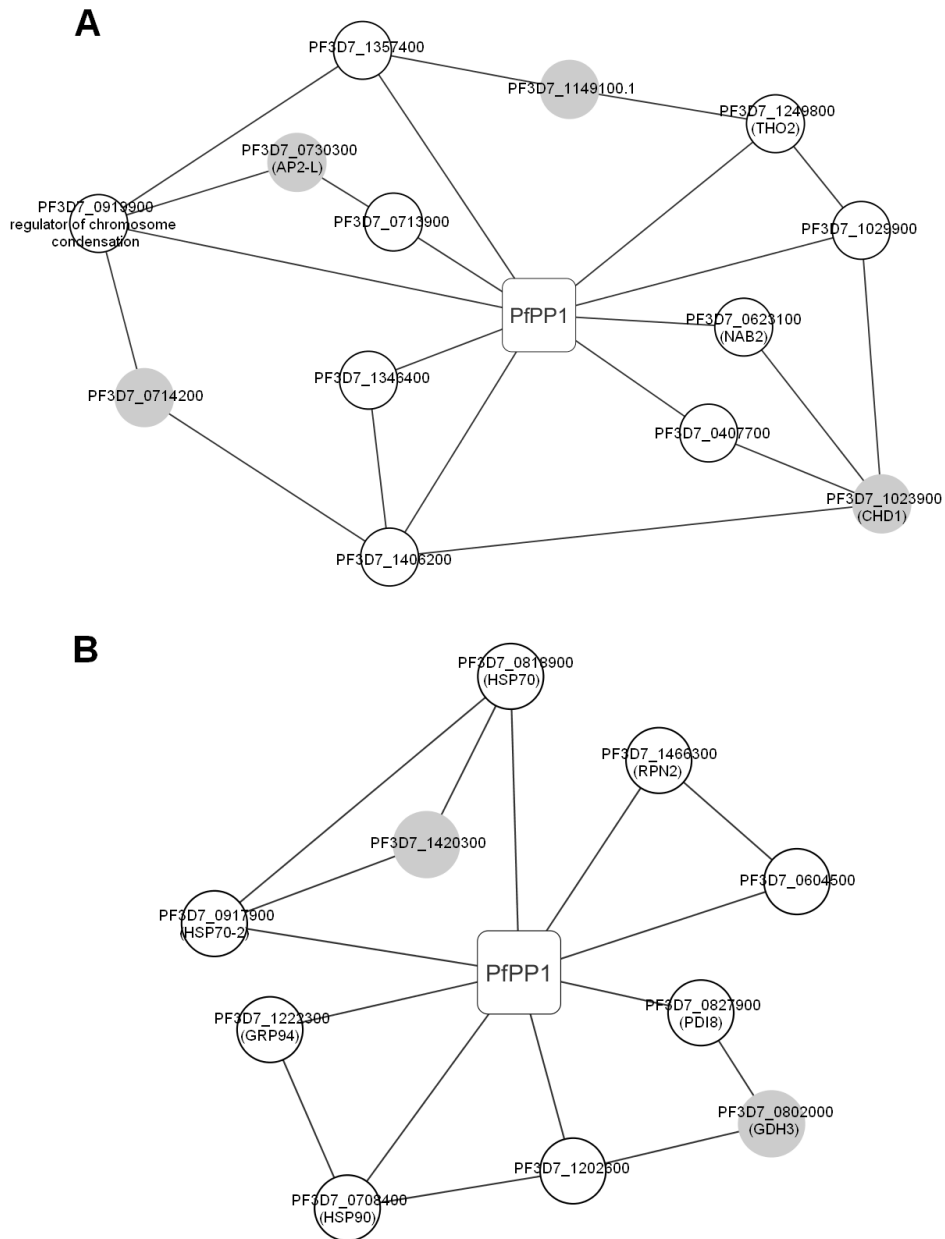 A
PF3D7_1357400
PF3D7_1149100.1
PF3D7_1249800
(THO2)
PF3D7_0730300
(AP2-L)
PF3D7_0919900
regulator of chromosome
condensation
PF3D7_0713900
PF3D7_1029900
PfPP1
PF3D7_0623100
(NAB2)
PF3D7_1346400
PF3D7_0714200
PF3D7_0407700
PF3D7_1023900
(CHD1)
PF3D7_1406200
B
PF3D7_0818900
(HSP70)
PF3D7_1466300
(RPN2)
PF3D7_1420300
PF3D7_0604500
PF3D7_0917900
(HSP70-2)
PfPP1
PF3D7_0827900
(PDI8)
PF3D7_1222300
(GRP94)
PF3D7_0802000
(GDH3)
PF3D7_1202600
PF3D7_0708400
(HSP90)